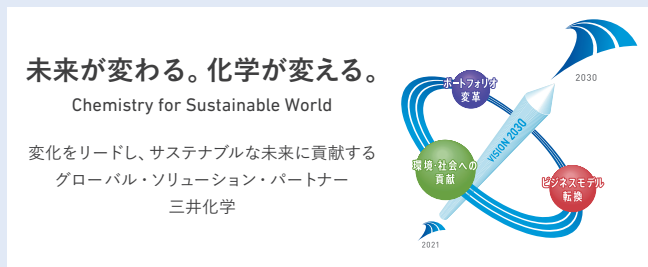 未来が変わる。化学が変える。
Chemistry for Sustainable World
変化をリードし、サステナブルな未来に貢献する
グローバル・ソリューション・パートナー
三井化学
2030
ポートフォリオ
変革
VISION 2030
環境・社会への
貢献
ビジネスモデル
転換
2021